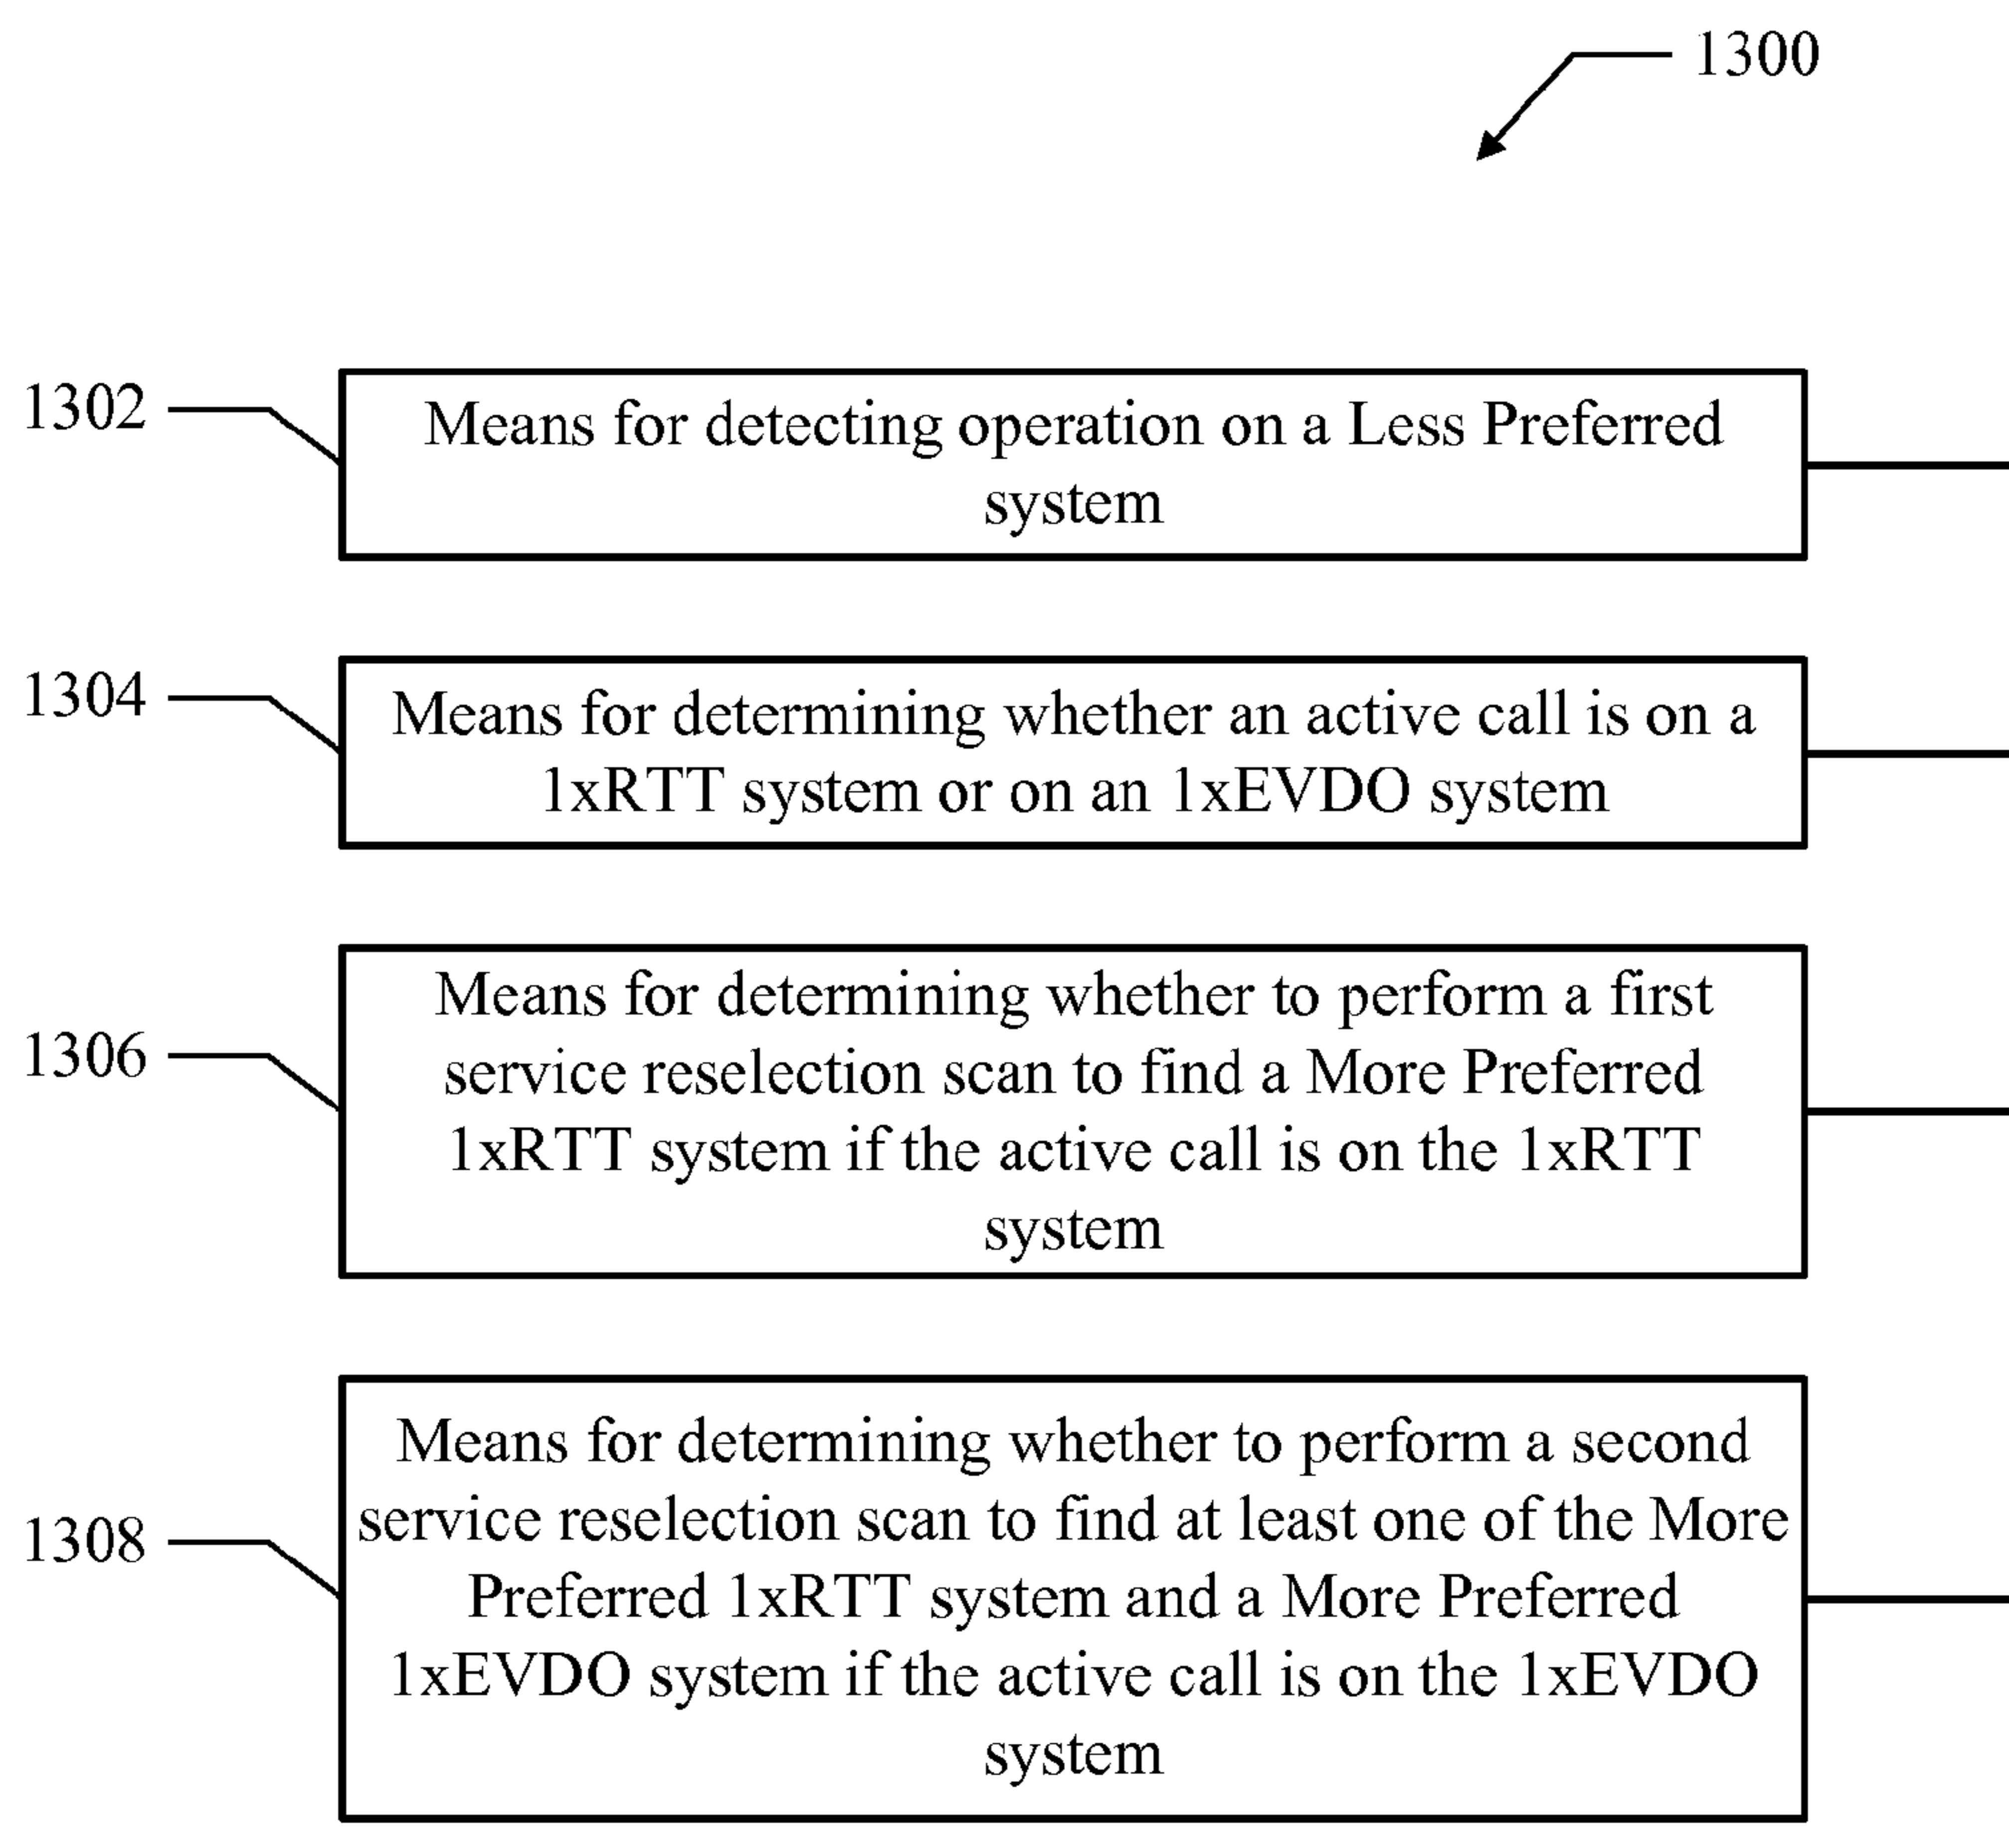 1300
1302
Means for detecting operation on a Less Preferred
system
1304
Means for determining whether an active call is on a
1xRTT system or on an 1xEVDO system
1306
Means for determining whether to perform a first
service reselection scan to find a More Preferred
1xRTT system if the active call is on the 1xRTT
system
1308
Means for determining whether to perform a second
service reselection scan to find at least one of the More
Preferred 1xRTT system and a More Preferred
1xEVDO system if the active call is on the 1xEVDO
system